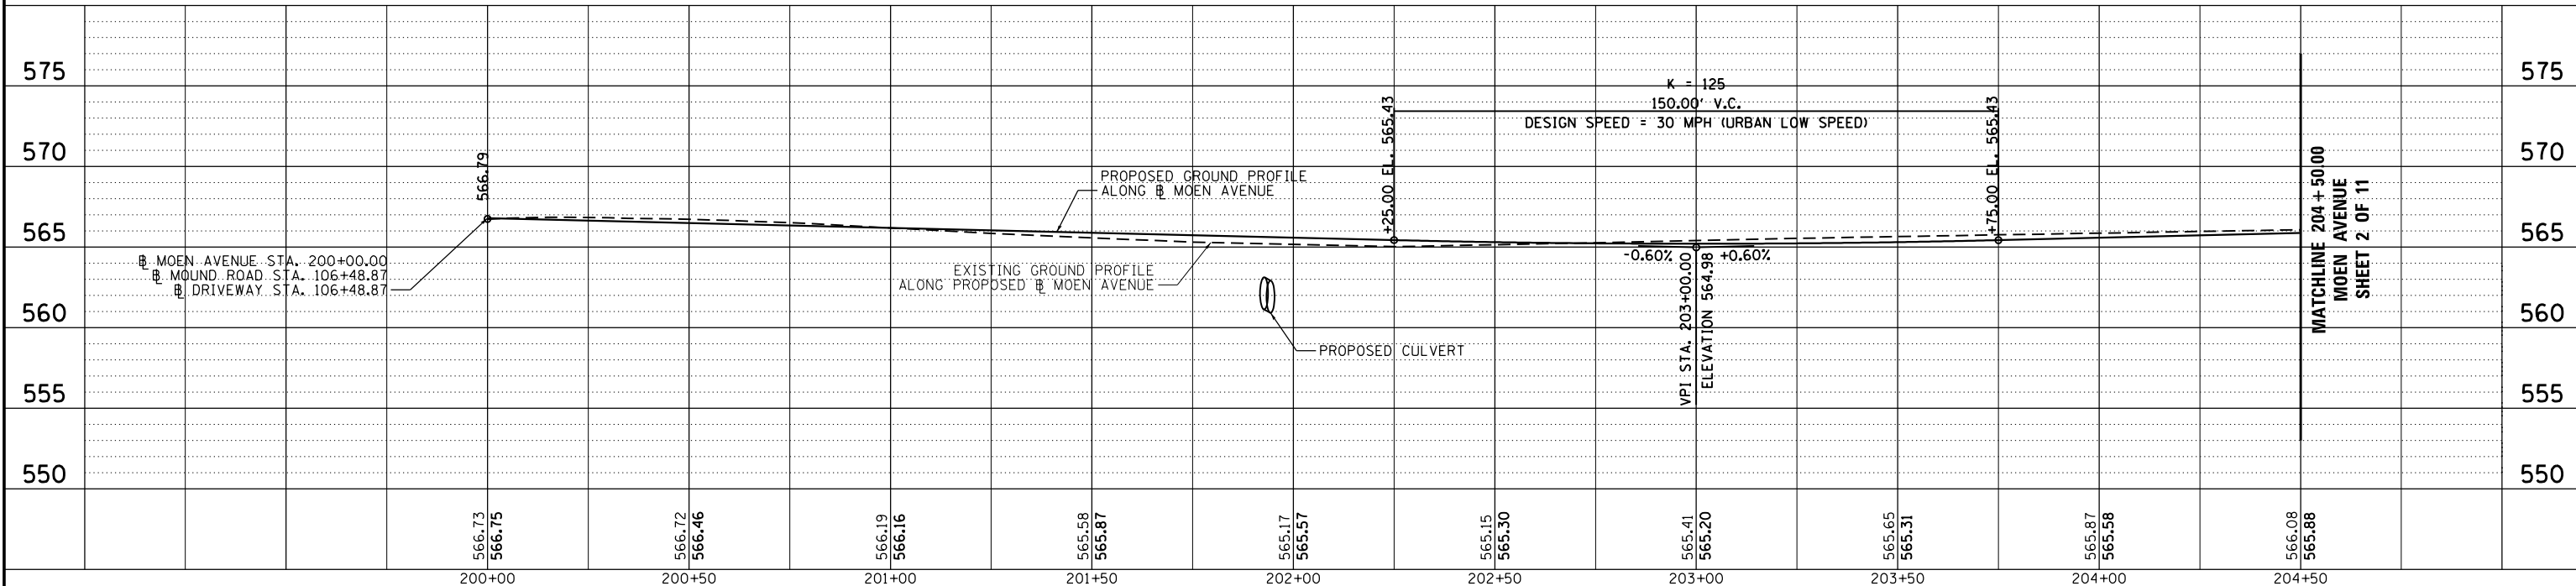 575
570
565
560
555
550
566.79
℄ MOEN AVENUE STA. 200+00.00
℄ MOUND ROAD STA. 106+48.87
℄ DRIVEWAY STA. 106+48.87
PROPOSED GROUND PROFILE
ALONG ℄ MOEN AVENUE
EXISTING GROUND PROFILE
ALONG PROPOSED ℄ MOEN AVENUE
PROPOSED CULVERT
+25.00 EL. 565.43
K = 125
150.00' V.C.
DESIGN SPEED = 30 MPH (URBAN LOW SPEED)
+75.00 EL. 565.43
-0.60%
+0.60%
VPI STA. 203+00.00
ELEVATION 564.98
MATCHLINE 204+50.00
MOEN AVENUE
SHEET 2 OF 11
575
570
565
560
555
550
566.73
566.75
566.72
566.46
566.19
566.16
565.58
565.87
565.17
565.57
565.15
565.30
565.41
565.20
565.65
565.31
565.87
565.58
566.08
565.88
200+00
200+50
201+00
201+50
202+00
202+50
203+00
203+50
204+00
204+50